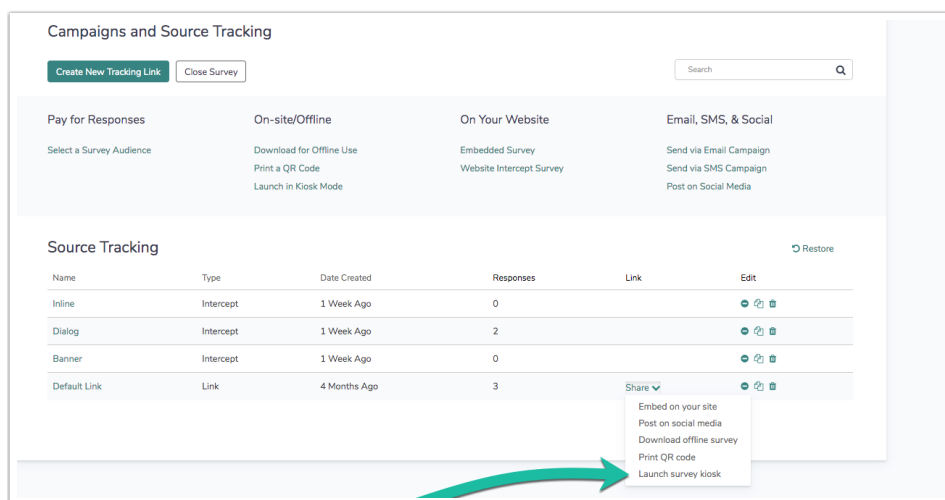 Campaigns and Source Tracking
Create New Tracking Link Close Survey Search
Pay for Responses On-site/Offline On Your Website Email, SMS, & Social
Select a Survey Audience Download for Offline Use Embedded Survey Send via Email Campaign
Print a QR Code Website Intercept Survey Send via SMS Campaign
Launch in Kiosk Mode Post on Social Media
Source Tracking Restore
Name Type Date Created Responses Link Edit
Inline Intercept 1 Week Ago 0
Dialog Intercept 1 Week Ago 2
Banner Intercept 1 Week Ago 0
Default Link Link 4 Months Ago 3 Share
Embed on your site
Post on social media
Download offline survey
Print QR code
Launch survey kiosk